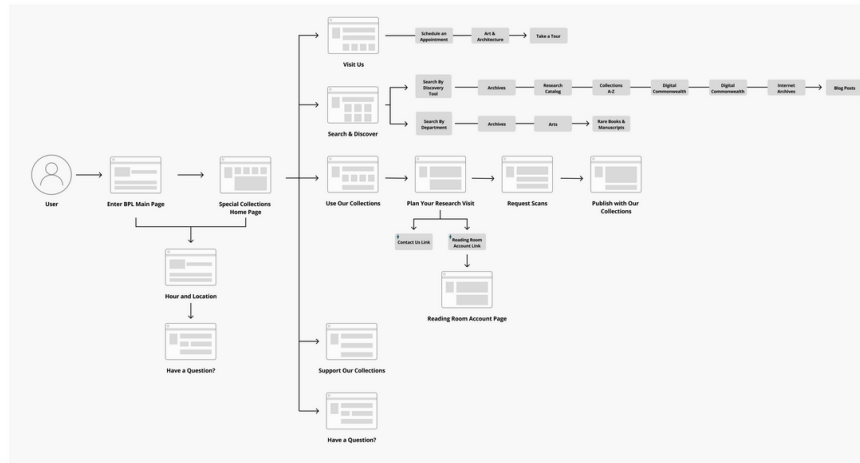 Schedule an
Appointment
Art &
Architecture
Take a Tour
Visit Us
Search By
Discovery
Tool
Archives
Research
Catalog
Collections
A-Z
Digital
Commonwealth
Digital
Commonwealth
Internet
Archives
Blog Posts
Search & Discover
Search By
Department
Archives
Arts
Rare Books &
Manuscripts
User
Enter BPL Main Page
Special Collections
Home Page
Use Our Collections
Plan Your Research Visit
Request Scans
Publish with Our
Collections
Contact Us Link
Reading Room
Account Link
Hour and Location
Reading Room Account Page
Have a Question?
Support Our Collections
Have a Question?